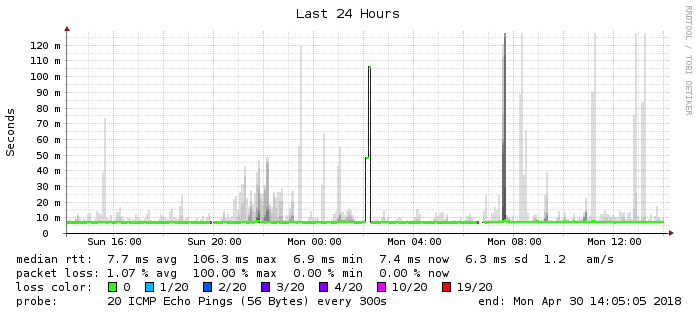 Last 24 Hours
RRDTOOL / TOBI OETIKER
Seconds
120 m
110 m
100 m
90 m
80 m
70 m
60 m
50 m
40 m
30 m
20 m
10 m
0
Sun 16:00 Sun 20:00 Mon 00:00 Mon 04:00 Mon 08:00 Mon 12:00
median rtt: 7.7 ms avg 106.3 ms max 6.9 ms min 7.4 ms now 6.3 ms sd 1.2 am/s
packet loss: 1.07 % avg 100.00 % max 0.00 % min 0.00 % now
loss color: 0 1/20 2/20 3/20 4/20 10/20 19/20
probe: 20 ICMP Echo Pings (56 Bytes) every 300s end: Mon Apr 30 14:05:05 2018